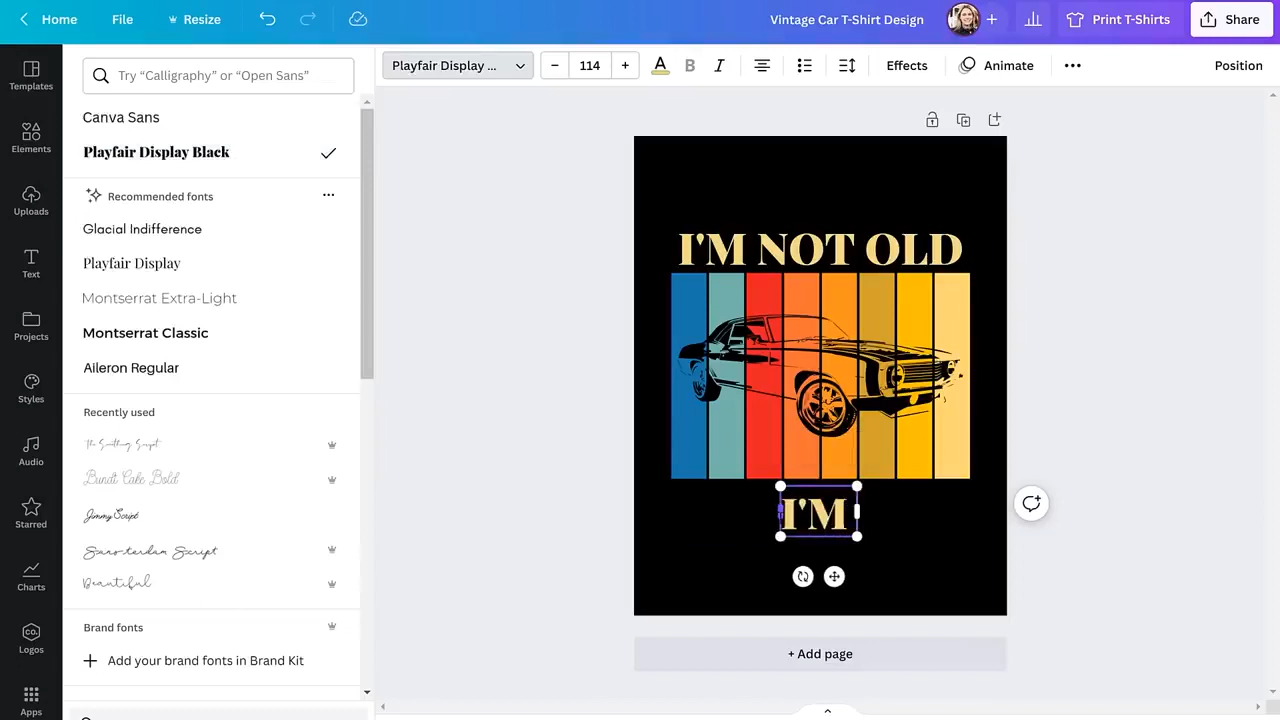 Home File Resize Vintage Car T-Shirt Design + Print T-Shirts Share
Templates
Elements
Uploads
Text
Projects
Styles
Audio
Starred
Charts
CO.
Logos
Apps
Try “Calligraphy” or “Open Sans”
Canva Sans
Playfair Display Black
Recommended fonts
Glacial Indifference
Playfair Display
Montserrat Extra-Light
Montserrat Classic
Aileron Regular
Recently used
Bundt Cake Bold
Jimmy Script
Beautiful
Brand fonts
+ Add your brand fonts in Brand Kit
Playfair Display ... − 114 + A B I Effects Animate Position
I'M NOT OLD
I'M
+ Add page